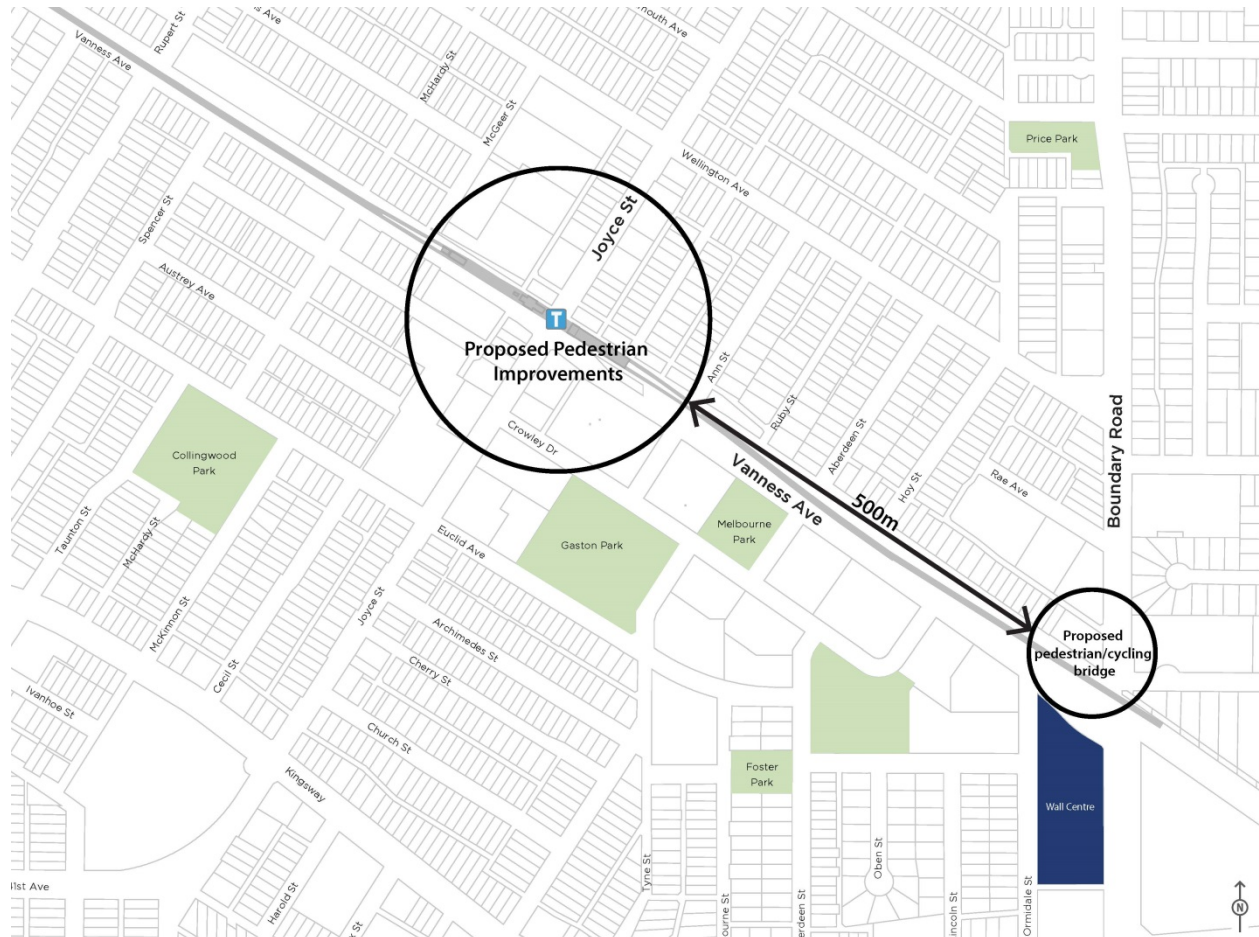 Vanness Ave
Rupert St
McHardy St
McGeer St
Price Park
Wellington Ave
Joyce St
Spencer St
Austrey Ave
T
Proposed Pedestrian
Improvements
Ann St
Ruby St
Aberdeen St
Crowley Dr
Vanness Ave
500m
Hoy St
Rae Ave
Boundary Road
Collingwood
Park
Taunton St
McHardy St
McKinnon St
Cecil St
Joyce St
Euclid Ave
Gaston Park
Melbourne
Park
Archimedes St
Cherry St
Church St
Kingsway
Ivanhoe St
Proposed
pedestrian/cycling
bridge
Foster
Park
Wall Centre
41st Ave
Harold St
Tyne St
Oben St
Ormidale St
N